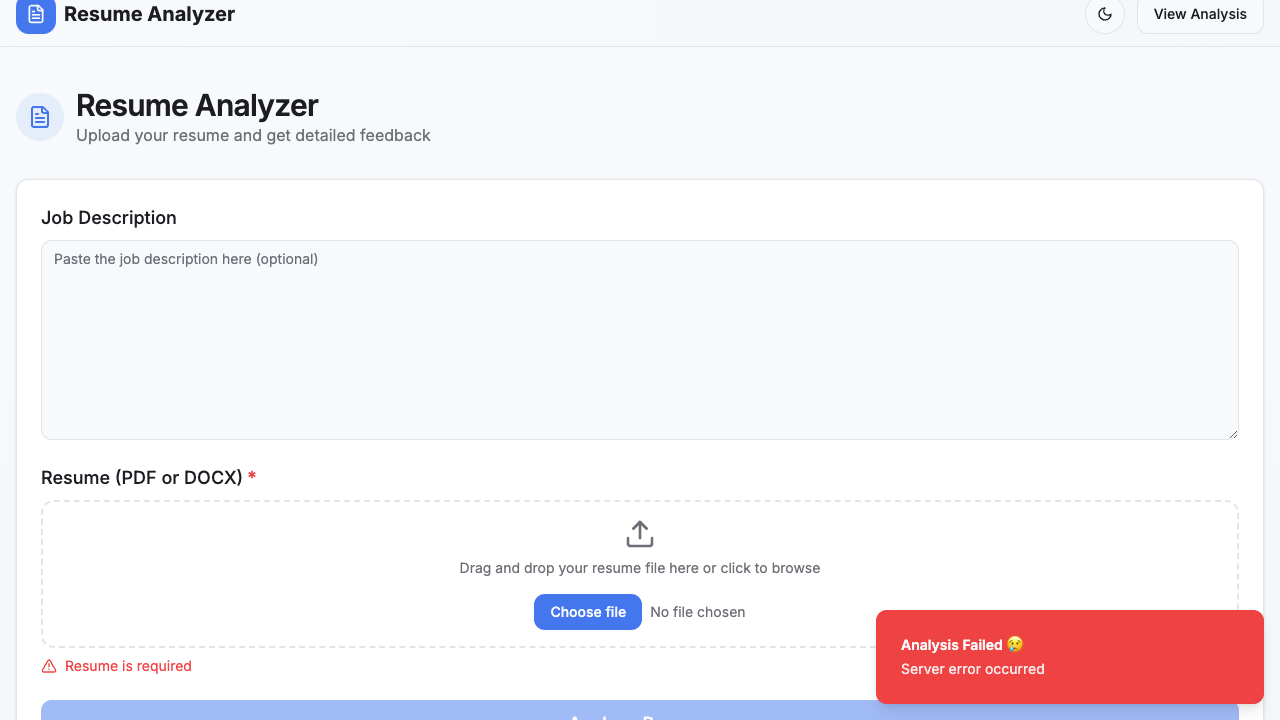 Resume Analyzer
View Analysis
Resume Analyzer
Upload your resume and get detailed feedback
Job Description
Paste the job description here (optional)
Resume (PDF or DOCX) *
Drag and drop your resume file here or click to browse
Choose file No file chosen
Resume is required
Analysis Failed 😢
Server error occurred